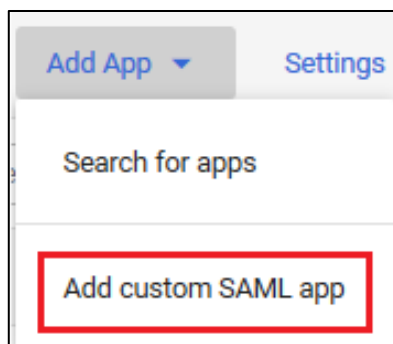 Add App Settings
Search for apps
Add custom SAML app